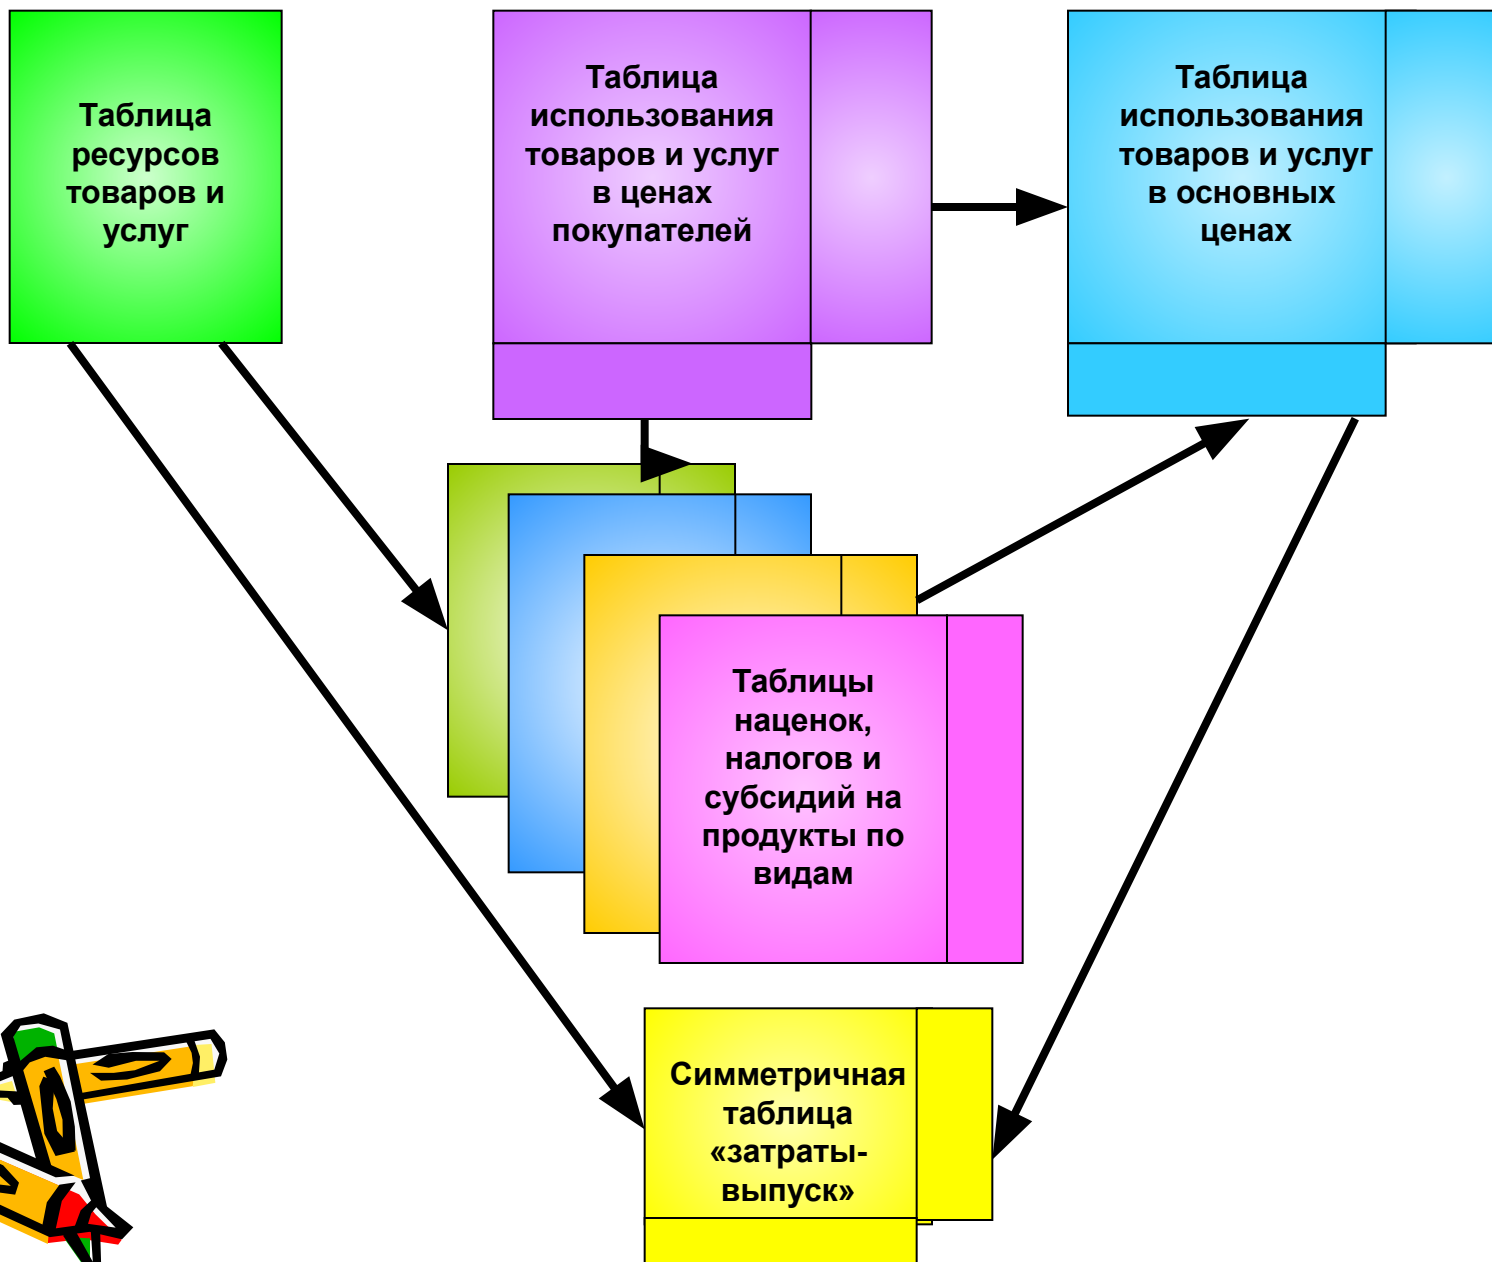 Таблица
ресурсов
товаров и
услуг
Таблица
использования
товаров и услуг
в ценах
покупателей
Таблица
использования
товаров и услуг
в основных
ценах
Таблицы
наценок,
налогов и
субсидий на
продукты по
видам
Симметричная
таблица
«затраты-
выпуск»